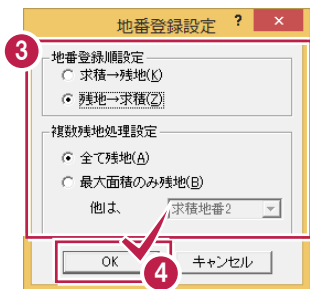 地番登録設定 ? ×
3
地番登録順設定
求積→残地(K)
残地→求積(Z)
複数残地処理設定
全て残地(A)
最大面積のみ残地(B)
他は、 求積地番2
OK キャンセル
4